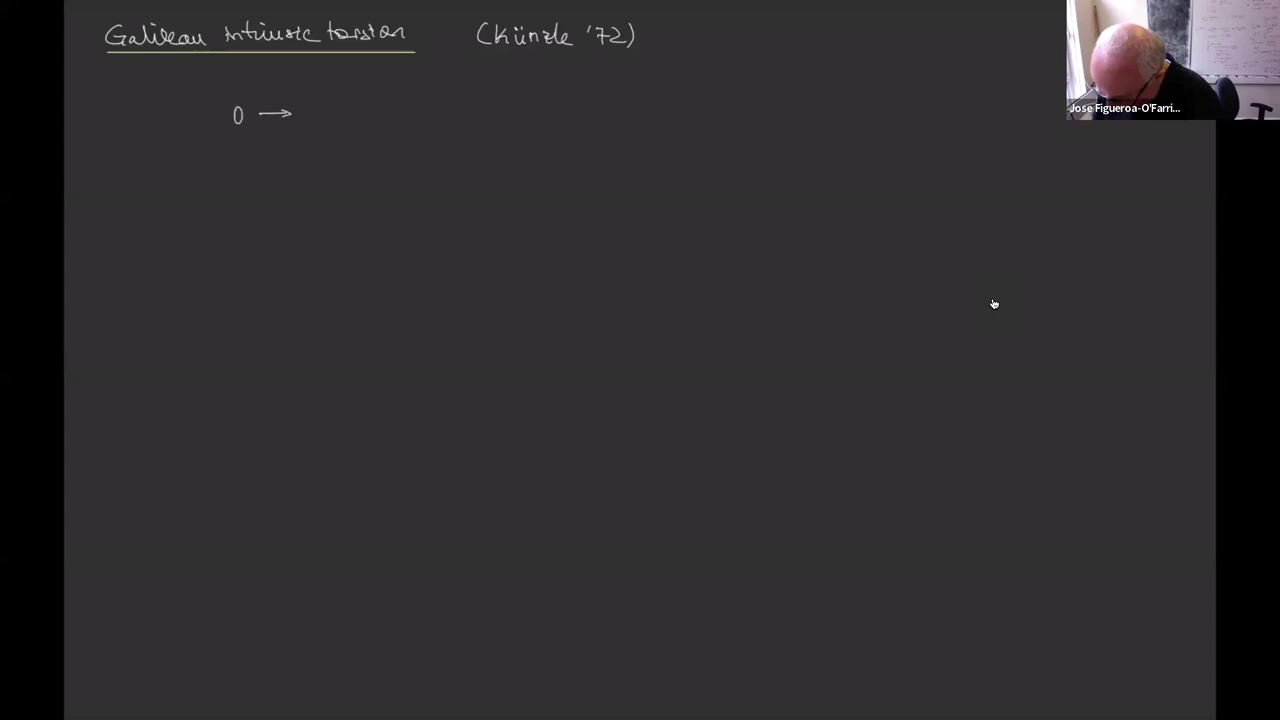 Galilean intrinsic torsion (Künzle '72)
0 →
Jose Figueroa-O'Farri...